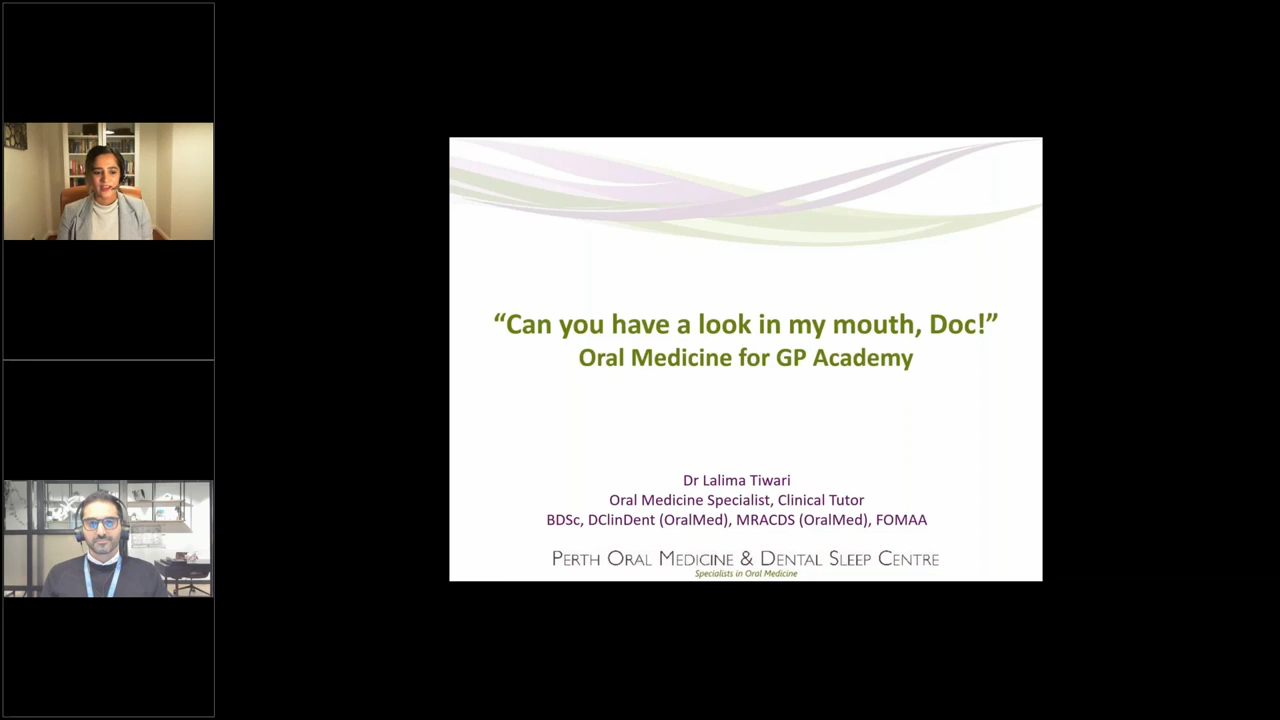 “Can you have a look in my mouth, Doc!”
Oral Medicine for GP Academy
Dr Lalima Tiwari
Oral Medicine Specialist, Clinical Tutor
BDSc, DClinDent (OralMed), MRACDS (OralMed), FOMAA
PERTH ORAL MEDICINE & DENTAL SLEEP CENTRE
Specialists in Oral Medicine